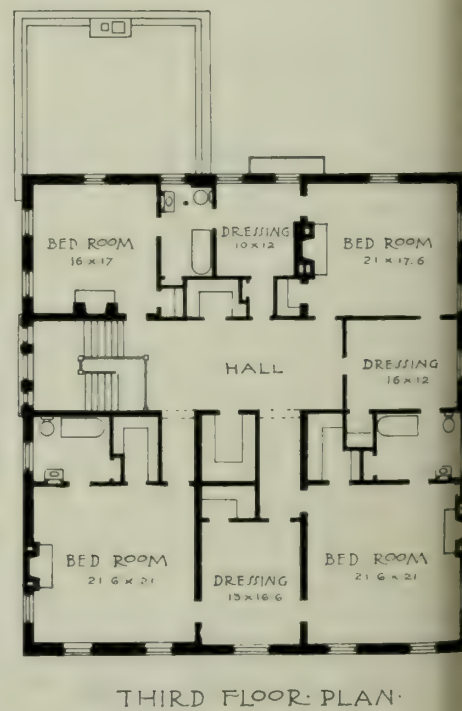 BED ROOM
16 x 17
DRESSING
10 x 12
BED ROOM
21 x 17.6
HALL
DRESSING
16 x 12
BED ROOM
21 6 x 21
DRESSING
15 x 16 6
BED ROOM
21 6 x 21
THIRD FLOOR· PLAN·